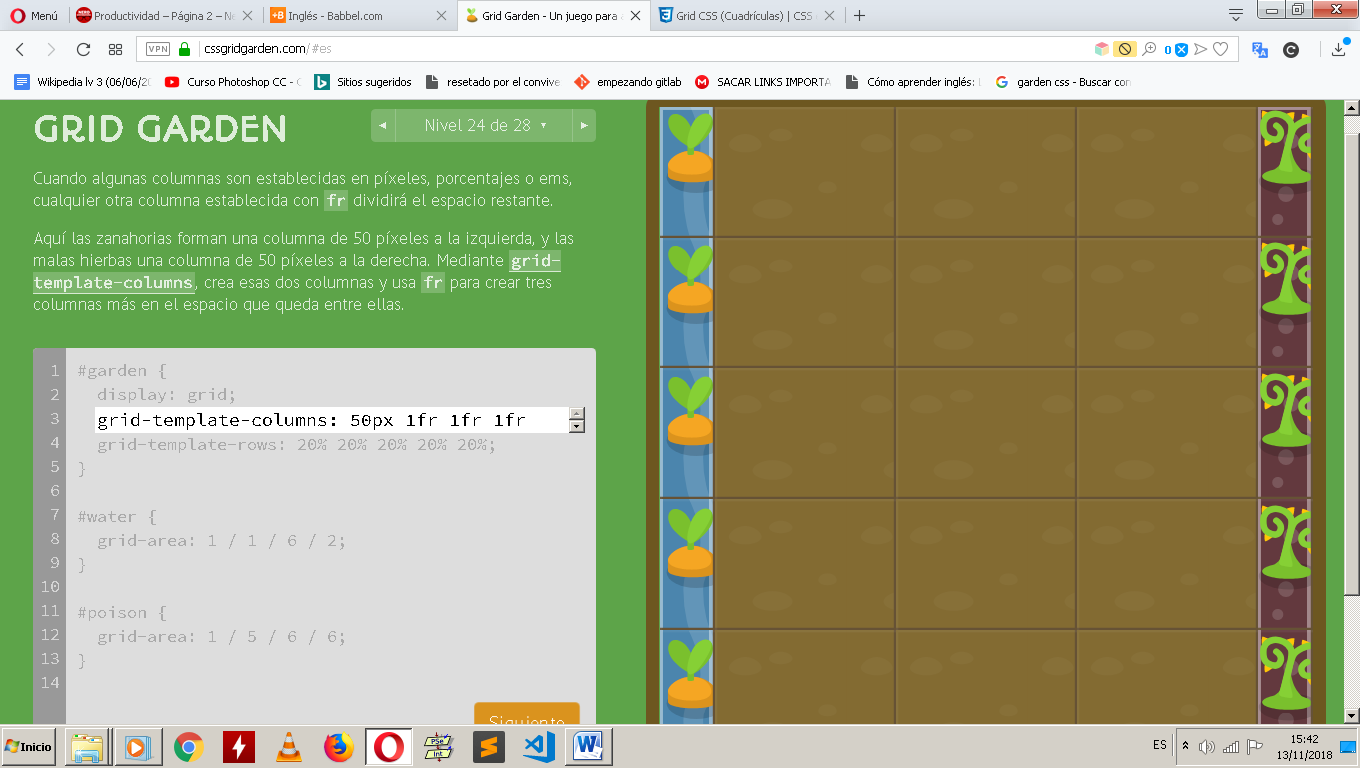 Menú
Productividad – Página 2 – Ne
Inglés - Babbel.com
Grid Garden - Un juego para a
Grid CSS (Cuadrículas) | CSS
VPN
cssgridgarden.com/#es
0
Wikipedia lv 3 (06/06/20
Curso Photoshop CC - C
Sitios sugeridos
resetado por el convive
empezando gitlab
SACAR LINKS IMPORTA
Cómo aprender inglés:
garden css - Buscar con
GRID GARDEN
Nivel 24 de 28
Cuando algunas columnas son establecidas en píxeles, porcentajes o ems,
cualquier otra columna establecida con fr dividirá el espacio restante.
Aquí las zanahorias forman una columna de 50 píxeles a la izquierda, y las
malas hierbas una columna de 50 píxeles a la derecha. Mediante grid-
template-columns, crea esas dos columnas y usa fr para crear tres
columnas más en el espacio que queda entre ellas.
1 #garden {
2 display: grid;
3 grid-template-columns: 50px 1fr 1fr 1fr
4 grid-template-rows: 20% 20% 20% 20% 20%;
5 }
6
7 #water {
8 grid-area: 1 / 1 / 6 / 2;
9 }
10
11 #poison {
12 grid-area: 1 / 5 / 6 / 6;
13 }
14
Siguiente
Inicio
PSe
Int
ES
15:42
13/11/2018